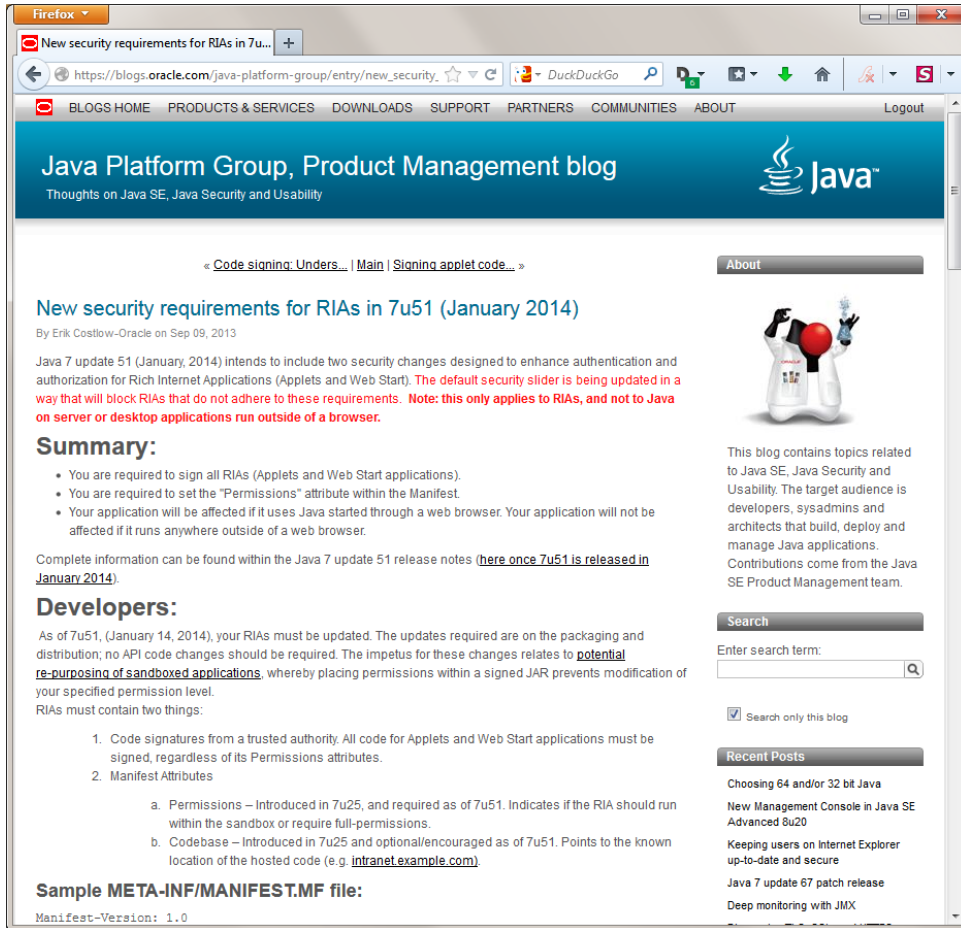 Firefox
New security requirements for RIAs in 7u...
https://blogs.oracle.com/java-platform-group/entry/new_security_
DuckDuckGo
6
S
BLOGS HOME PRODUCTS & SERVICES DOWNLOADS SUPPORT PARTNERS COMMUNITIES ABOUT Logout
Java Platform Group, Product Management blog
Thoughts on Java SE, Java Security and Usability
Java™
« Code signing: Unders... | Main | Signing applet code... »
New security requirements for RIAs in 7u51 (January 2014)
By Erik Costlow-Oracle on Sep 09, 2013
Java 7 update 51 (January, 2014) intends to include two security changes designed to enhance authentication and
authorization for Rich Internet Applications (Applets and Web Start). The default security slider is being updated in a
way that will block RIAs that do not adhere to these requirements. Note: this only applies to RIAs, and not to Java
on server or desktop applications run outside of a browser.
Summary:
• You are required to sign all RIAs (Applets and Web Start applications).
• You are required to set the "Permissions" attribute within the Manifest.
• Your application will be affected if it uses Java started through a web browser. Your application will not be
affected if it runs anywhere outside of a web browser.
Complete information can be found within the Java 7 update 51 release notes (here once 7u51 is released in
January 2014).
Developers:
As of 7u51, (January 14, 2014), your RIAs must be updated. The updates required are on the packaging and
distribution; no API code changes should be required. The impetus for these changes relates to potential
re-purposing of sandboxed applications, whereby placing permissions within a signed JAR prevents modification of
your specified permission level.
RIAs must contain two things:
1. Code signatures from a trusted authority. All code for Applets and Web Start applications must be
signed, regardless of its Permissions attributes.
2. Manifest Attributes
a. Permissions – Introduced in 7u25, and required as of 7u51. Indicates if the RIA should run
within the sandbox or require full-permissions.
b. Codebase – Introduced in 7u25 and optional/encouraged as of 7u51. Points to the known
location of the hosted code (e.g. intranet.example.com).
Sample META-INF/MANIFEST.MF file:
Manifest-Version: 1.0
About
ORACLE
This blog contains topics related
to Java SE, Java Security and
Usability. The target audience is
developers, sysadmins and
architects that build, deploy and
manage Java applications.
Contributions come from the Java
SE Product Management team.
Search
Enter search term:
Search only this blog
Recent Posts
Choosing 64 and/or 32 bit Java
New Management Console in Java SE
Advanced 8u20
Keeping users on Internet Explorer
up-to-date and secure
Java 7 update 67 patch release
Deep monitoring with JMX